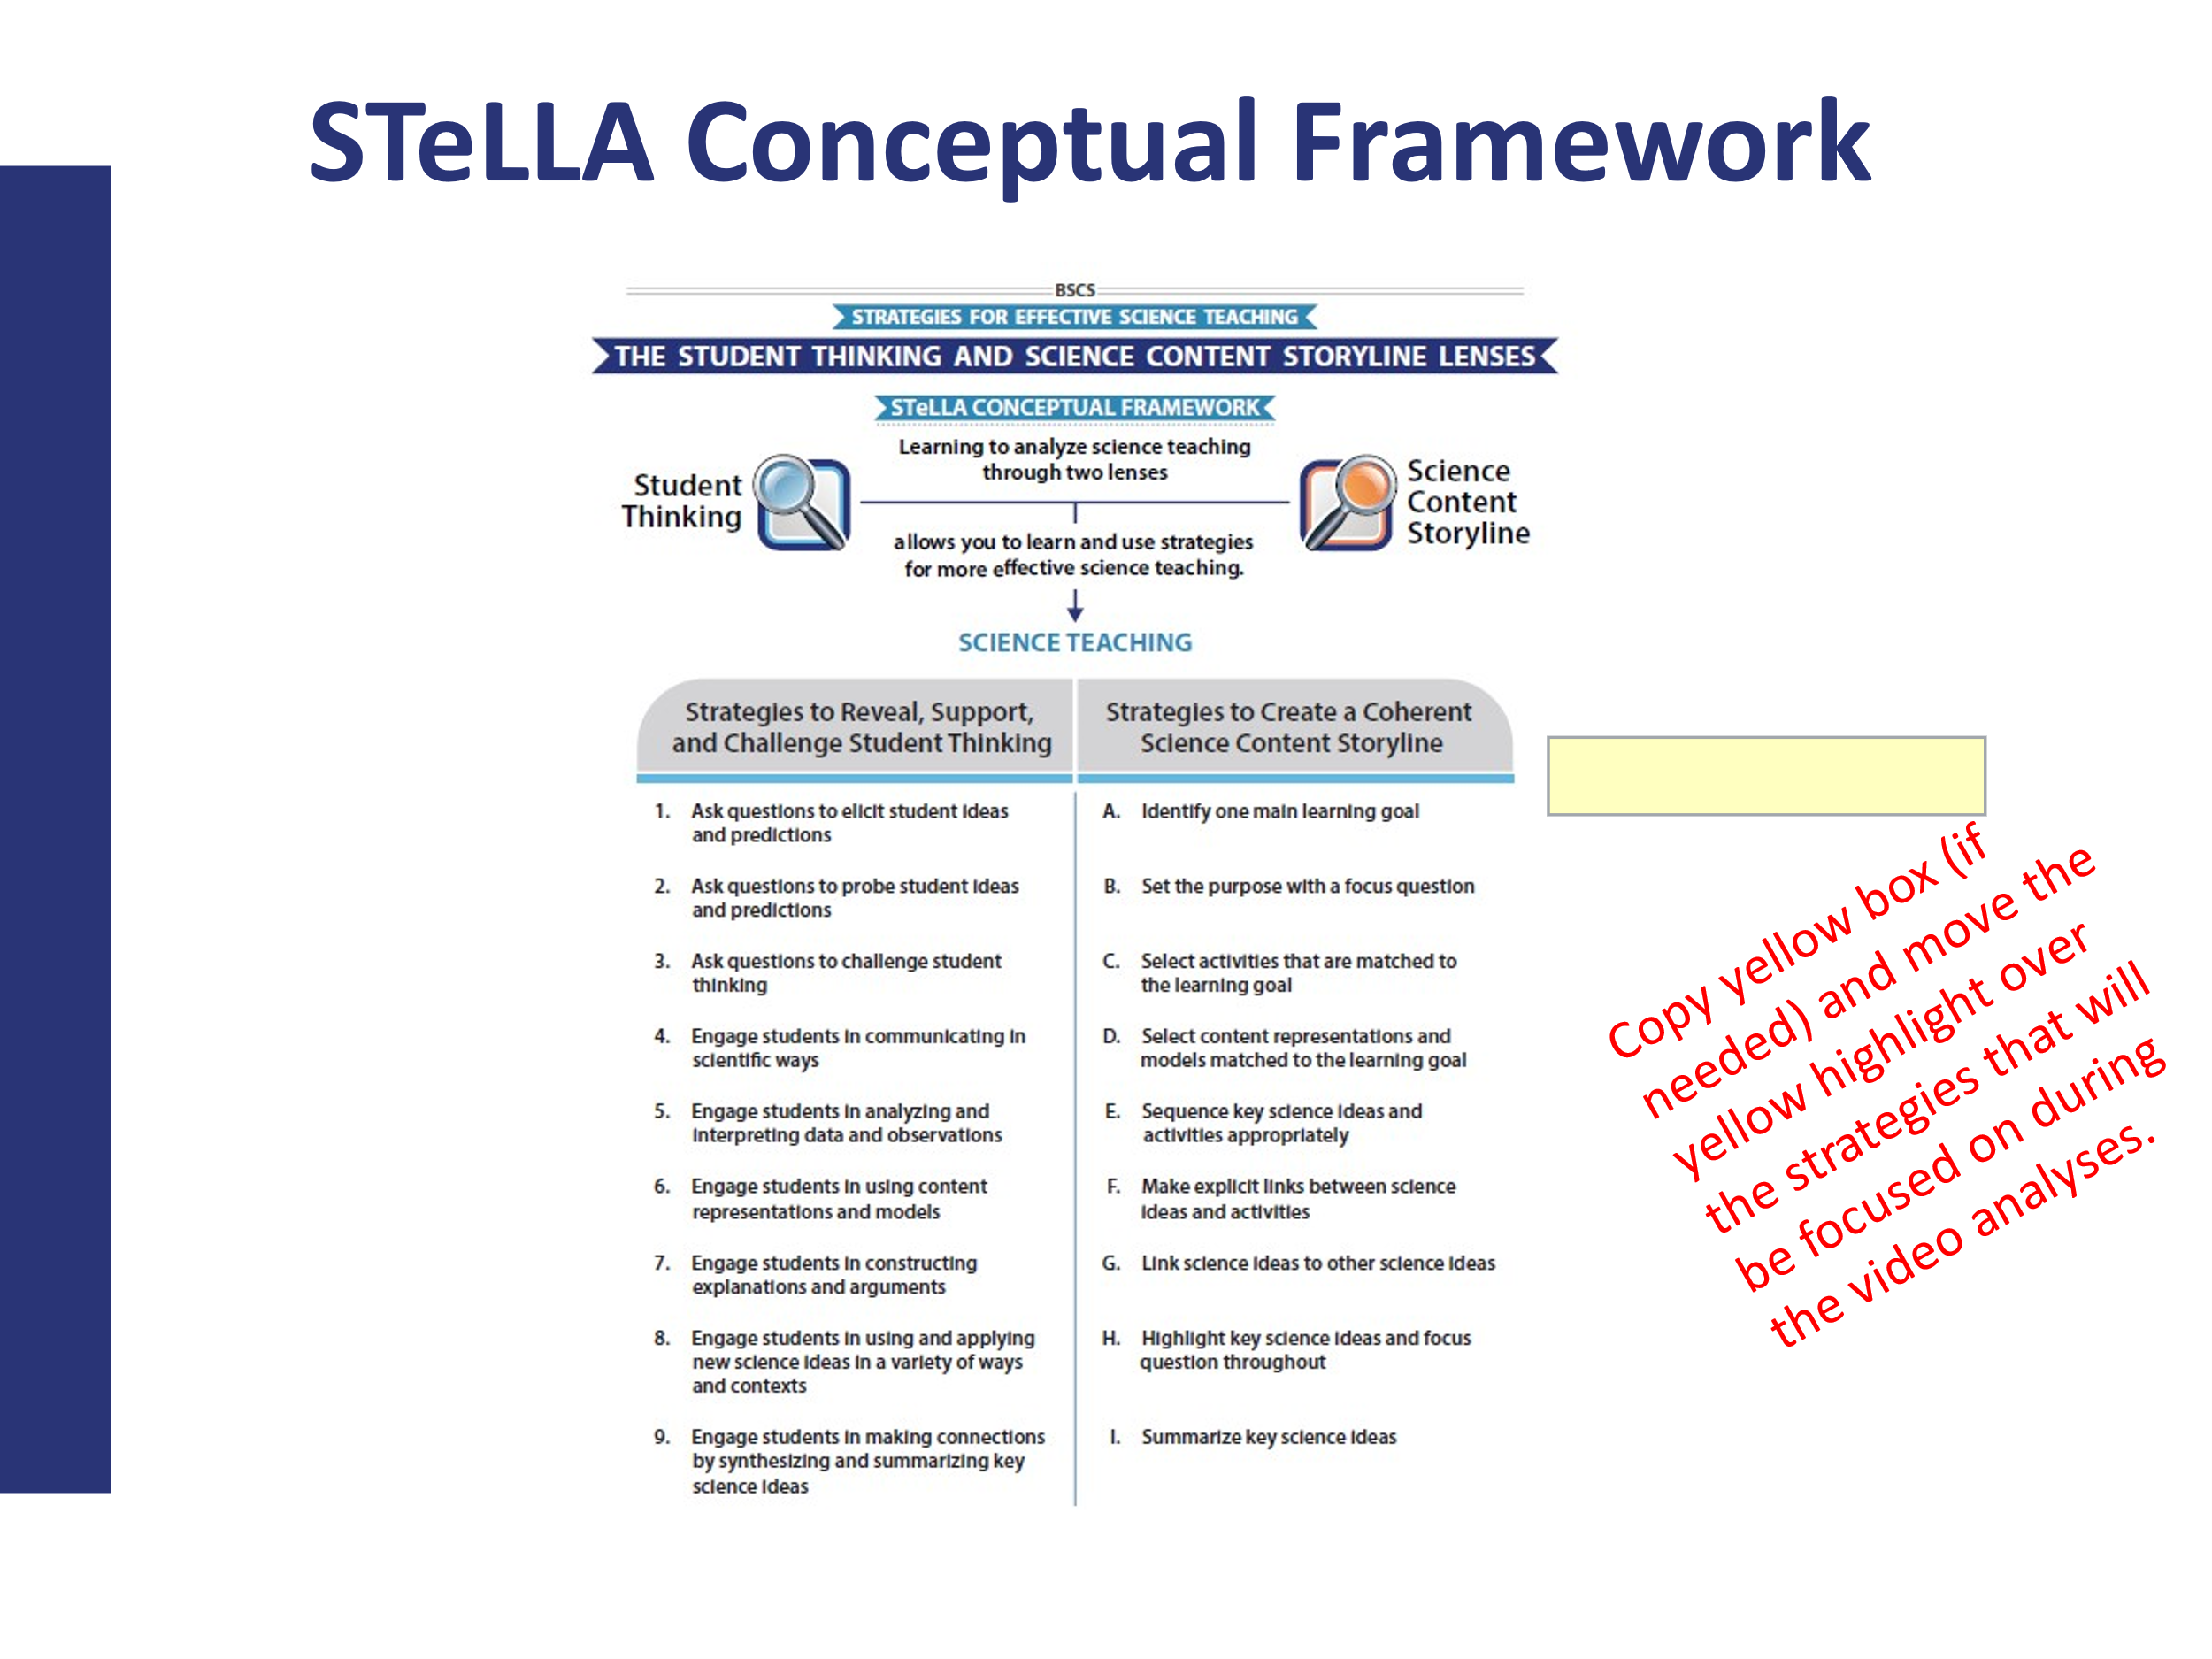 STeLLA Conceptual Framework
BSCS
STRATEGIES FOR EFFECTIVE SCIENCE TEACHING
THE STUDENT THINKING AND SCIENCE CONTENT STORYLINE LENSES
STeLLA CONCEPTUAL FRAMEWORK
Learning to analyze science teaching
through two lenses
Student
Thinking
Science
Content
Storyline
allows you to learn and use strategies
for more effective science teaching.
SCIENCE TEACHING
Strategies to Reveal, Support,
and Challenge Student Thinking
1. Ask questions to elicit student ideas
and predictions
2. Ask questions to probe student ideas
and predictions
3. Ask questions to challenge student
thinking
4. Engage students in communicating in
scientific ways
5. Engage students in analyzing and
interpreting data and observations
6. Engage students in using content
representations and models
7. Engage students in constructing
explanations and arguments
8. Engage students in using and applying
new science ideas in a variety of ways
and contexts
9. Engage students in making connections
by synthesizing and summarizing key
science ideas
Strategies to Create a Coherent
Science Content Storyline
A. Identify one main learning goal
B. Set the purpose with a focus question
C. Select activities that are matched to
the learning goal
D. Select content representations and
models matched to the learning goal
E. Sequence key science ideas and
activities appropriately
F. Make explicit links between science
ideas and activities
G. Link science ideas to other science ideas
H. Highlight key science ideas and focus
question throughout
I. Summarize key science ideas
Copy yellow box (if
needed) and move the
yellow highlight over
the strategies that will
be focused on during
the video analyses.